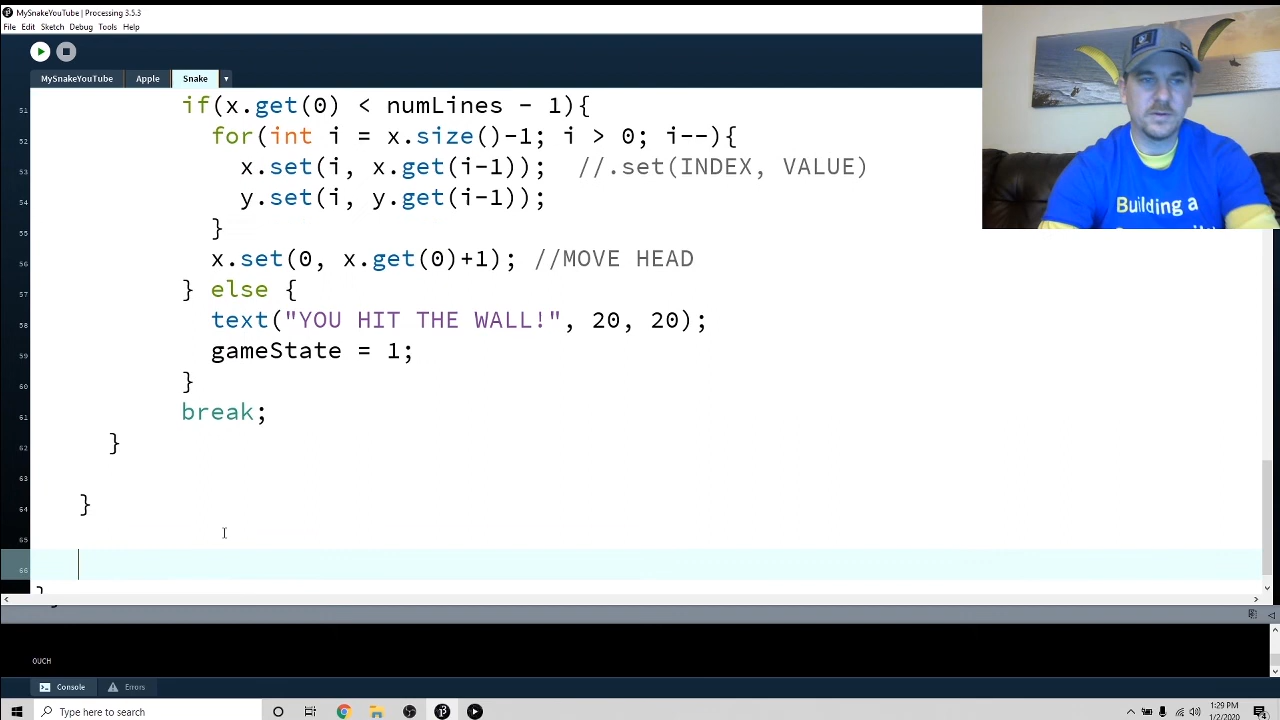 MySnakeYouTube | Processing 3.5.3
File Edit Sketch Debug Tools Help
MySnakeYouTube Apple Snake
51 if(x.get(0) < numLines - 1){
52 for(int i = x.size()-1; i > 0; i--){
53 x.set(i, x.get(i-1)); //.set(INDEX, VALUE)
54 y.set(i, y.get(i-1));
55 }
56 x.set(0, x.get(0)+1); //MOVE HEAD
57 } else {
58 text("YOU HIT THE WALL!", 20, 20);
59 gameState = 1;
60 }
61 break;
62 }
63
64 }
65
66
Building a
OUCH
Console Errors
Type here to search
1:29 PM